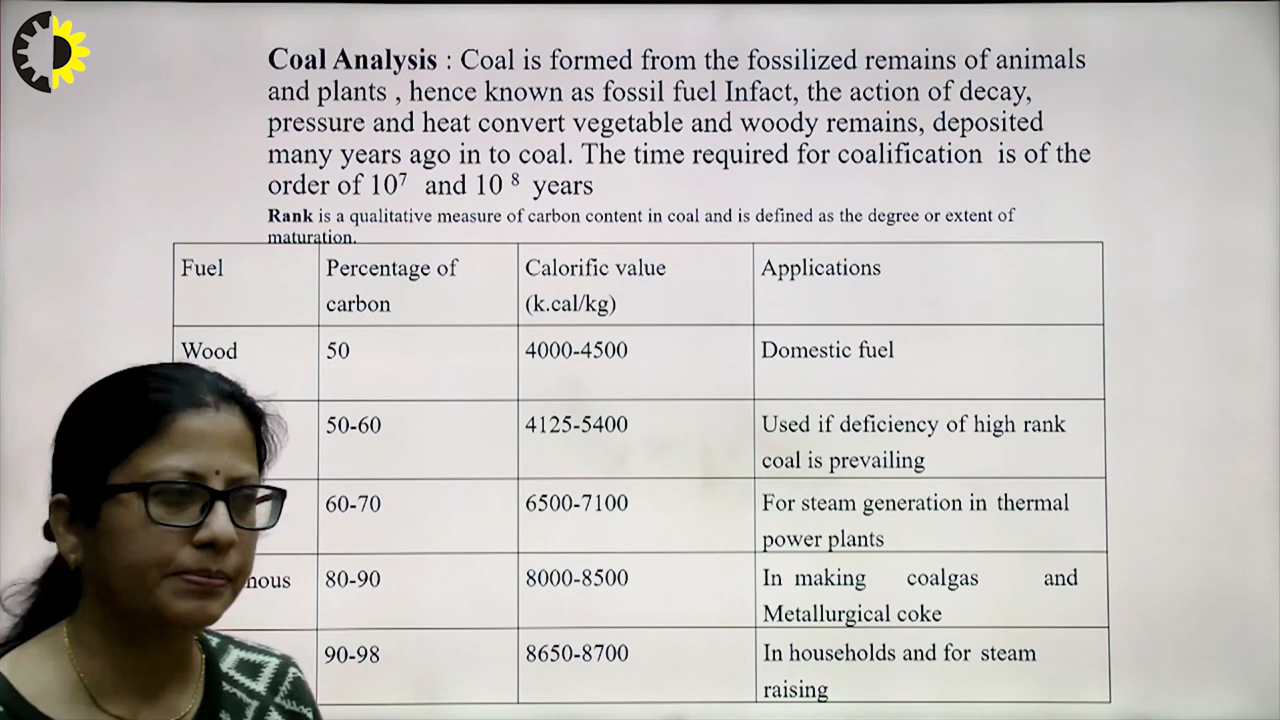 Coal Analysis : Coal is formed from the fossilized remains of animals
and plants , hence known as fossil fuel Infact, the action of decay,
pressure and heat convert vegetable and woody remains, deposited
many years ago in to coal. The time required for coalification is of the
order of 10⁷ and 10 ⁸ years
Rank is a qualitative measure of carbon content in coal and is defined as the degree or extent of
maturation.
Fuel Percentage of Calorific value Applications
carbon (k.cal/kg)
Wood 50 4000-4500 Domestic fuel
50-60 4125-5400 Used if deficiency of high rank
coal is prevailing
60-70 6500-7100 For steam generation in thermal
power plants
nous 80-90 8000-8500 In making coalgas and
Metallurgical coke
90-98 8650-8700 In households and for steam
raising